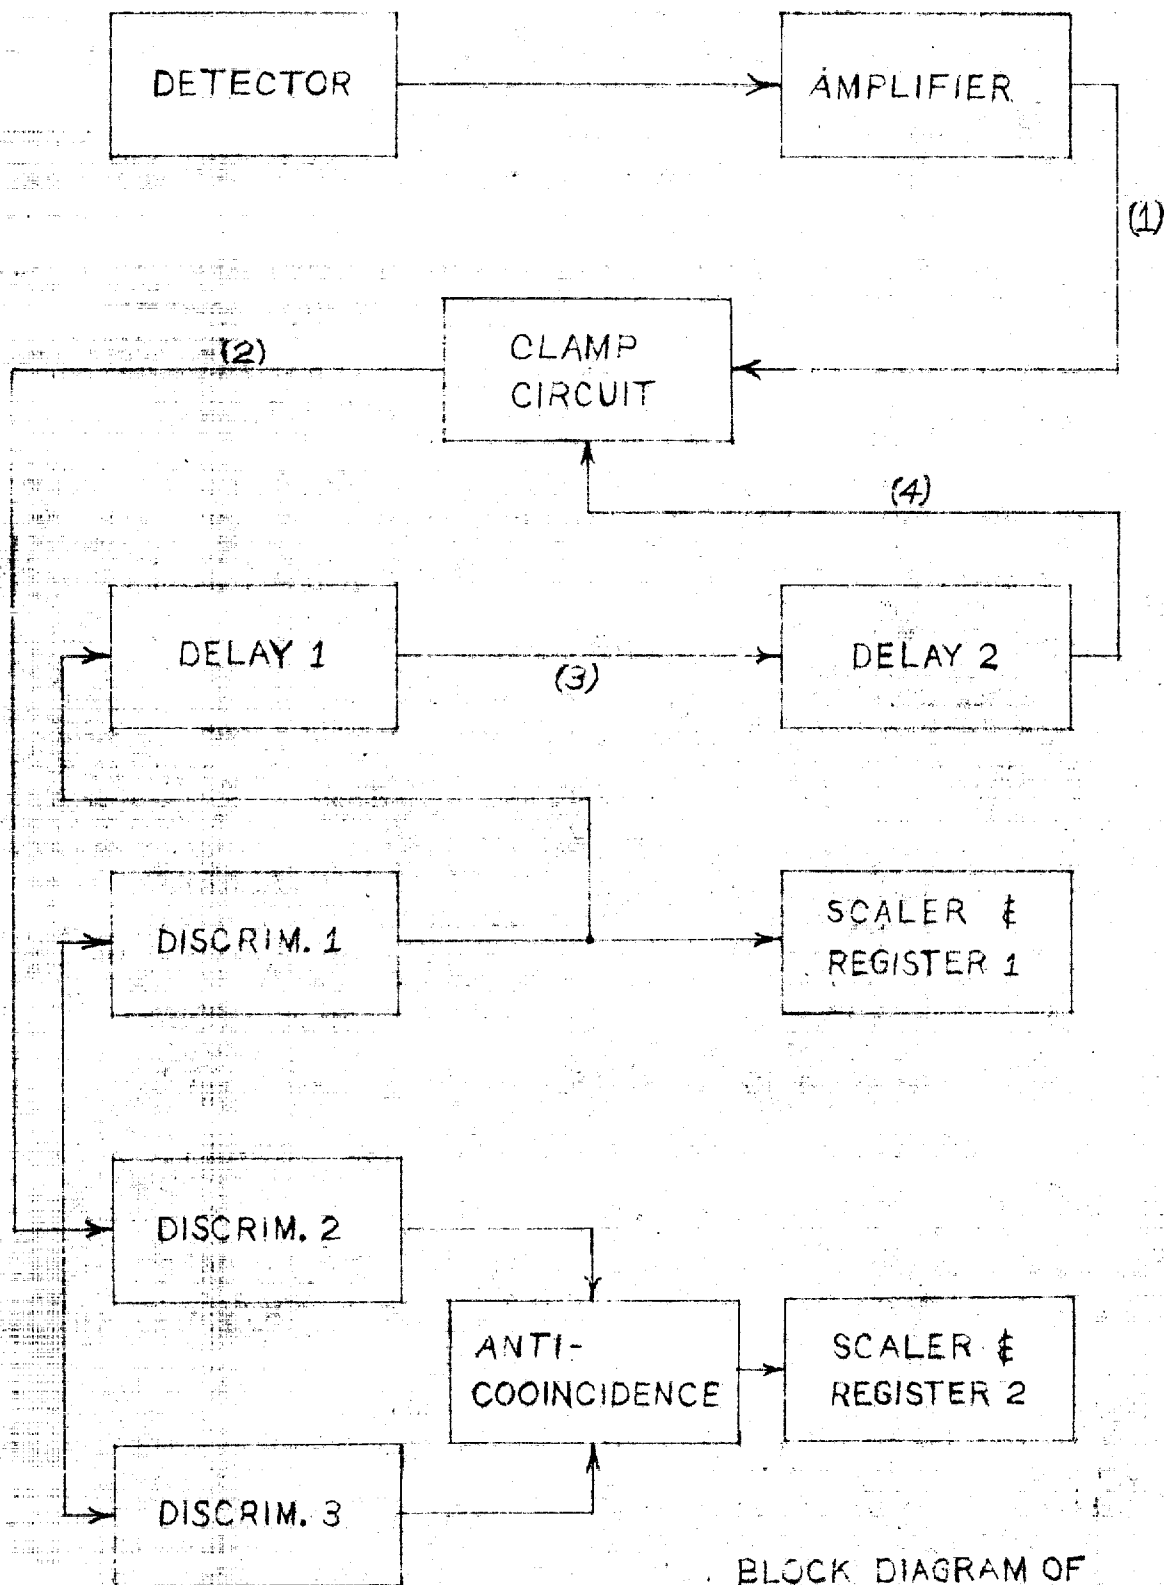 DETECTOR
AMPLIFIER
(1)
CLAMP
CIRCUIT
(2)
(4)
DELAY 1
(3)
DELAY 2
DISCRIM. 1
SCALER &
REGISTER 1
DISCRIM. 2
ANTI-
COOINCIDENCE
SCALER &
REGISTER 2
DISCRIM. 3
BLOCK DIAGRAM OF